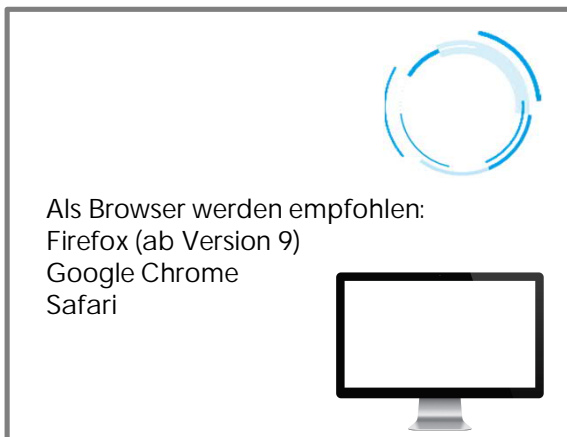 Als Browser werden empfohlen:
Firefox (ab Version 9)
Google Chrome
Safari